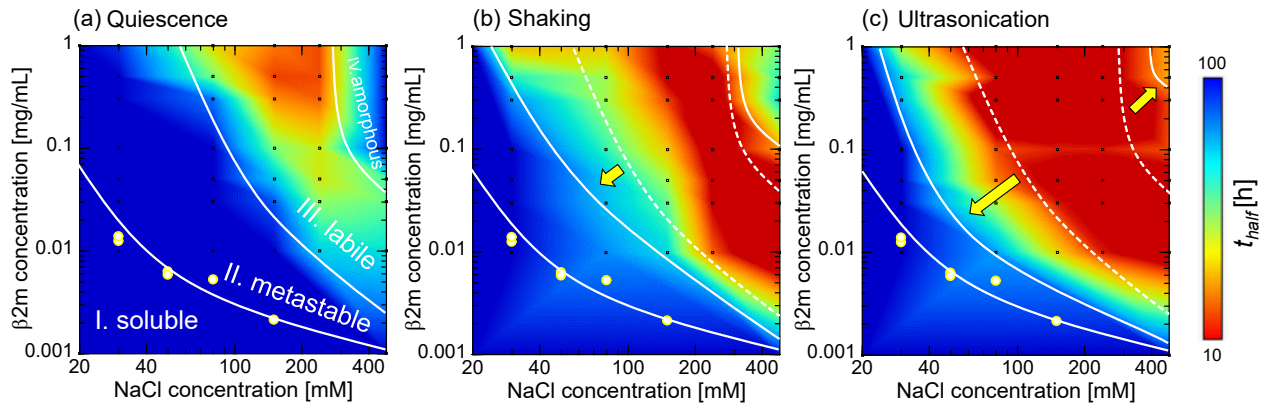 (a) Quiescence
(b) Shaking
(c) Ultrasonication
β2m concentration [mg/mL]
1
0.1
0.01
0.001
20
40
100
200
400
NaCl concentration [mM]
I. soluble
II. metastable
III. labile
IV. amorphous
β2m concentration [mg/mL]
1
0.1
0.01
0.001
20
40
100
200
400
NaCl concentration [mM]
β2m concentration [mg/mL]
1
0.1
0.01
0.001
20
40
100
200
400
NaCl concentration [mM]
100
10
t_half [h]